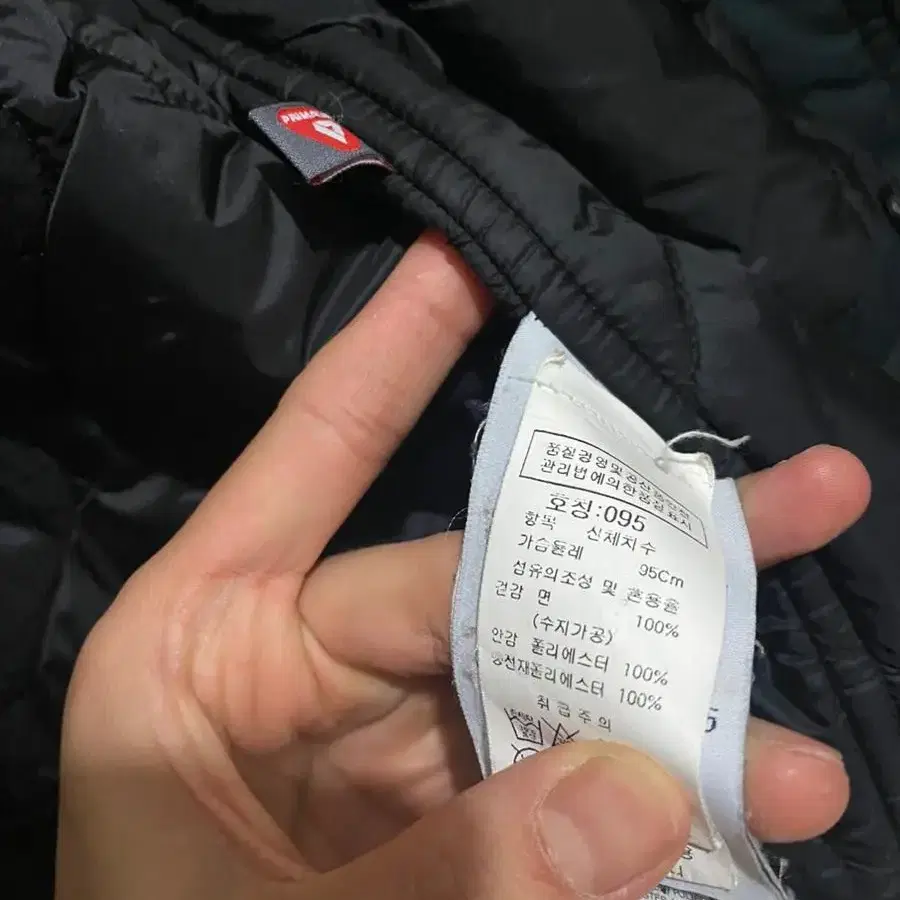 품질경영및공산품안전
관리법에의한품질표시
호칭:095
항목 신체치수
가슴둘레 95Cm
섬유의조성 및 혼용율
겉감 면 100%
(수지가공)
안감 폴리에스터 100%
충전재폴리에스터 100%
취급주의